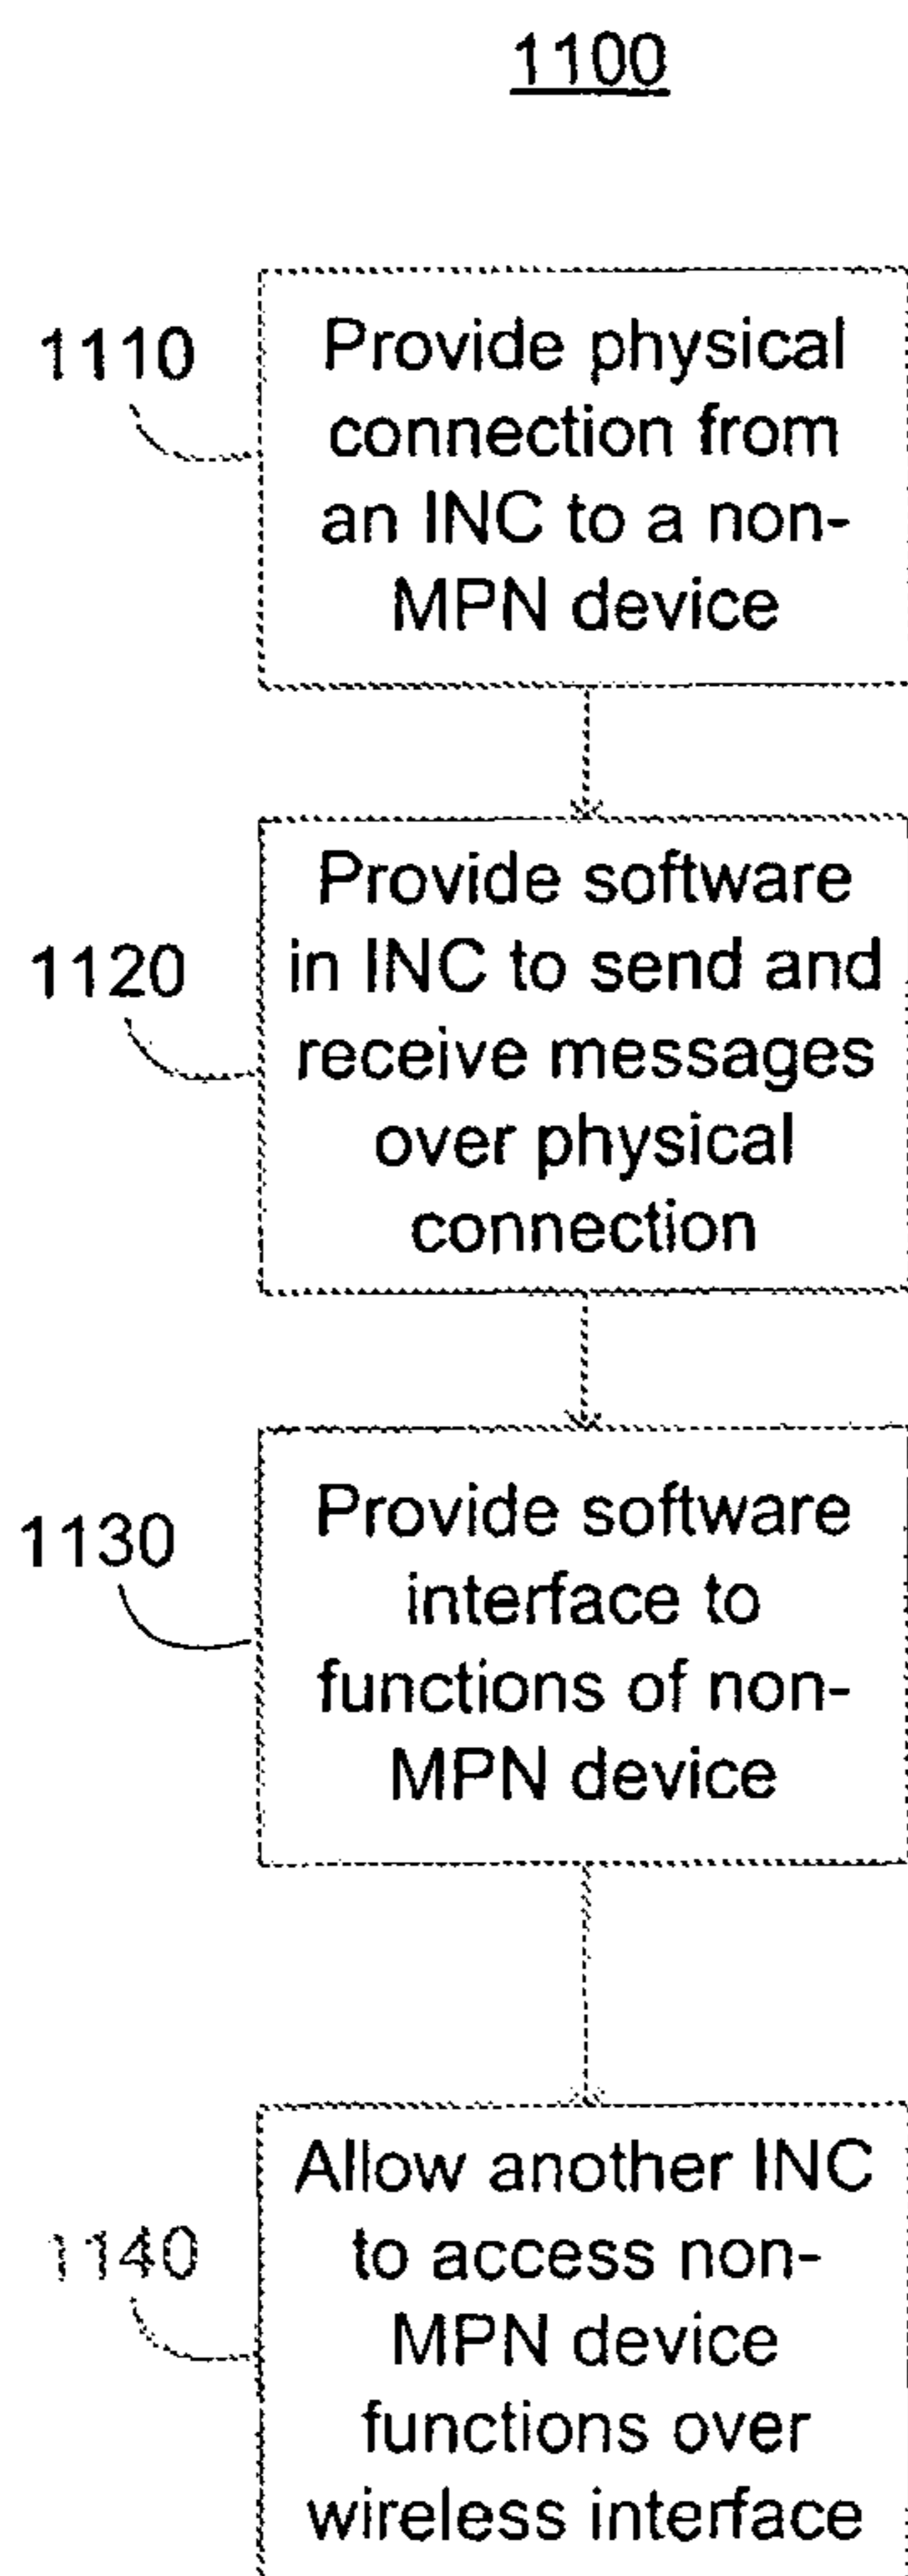 1100
1110
Provide physical
connection from
an INC to a non-
MPN device
1120
Provide software
in INC to send and
receive messages
over physical
connection
1130
Provide software
interface to
functions of non-
MPN device
1140
Allow another INC
to access non-
MPN device
functions over
wireless interface